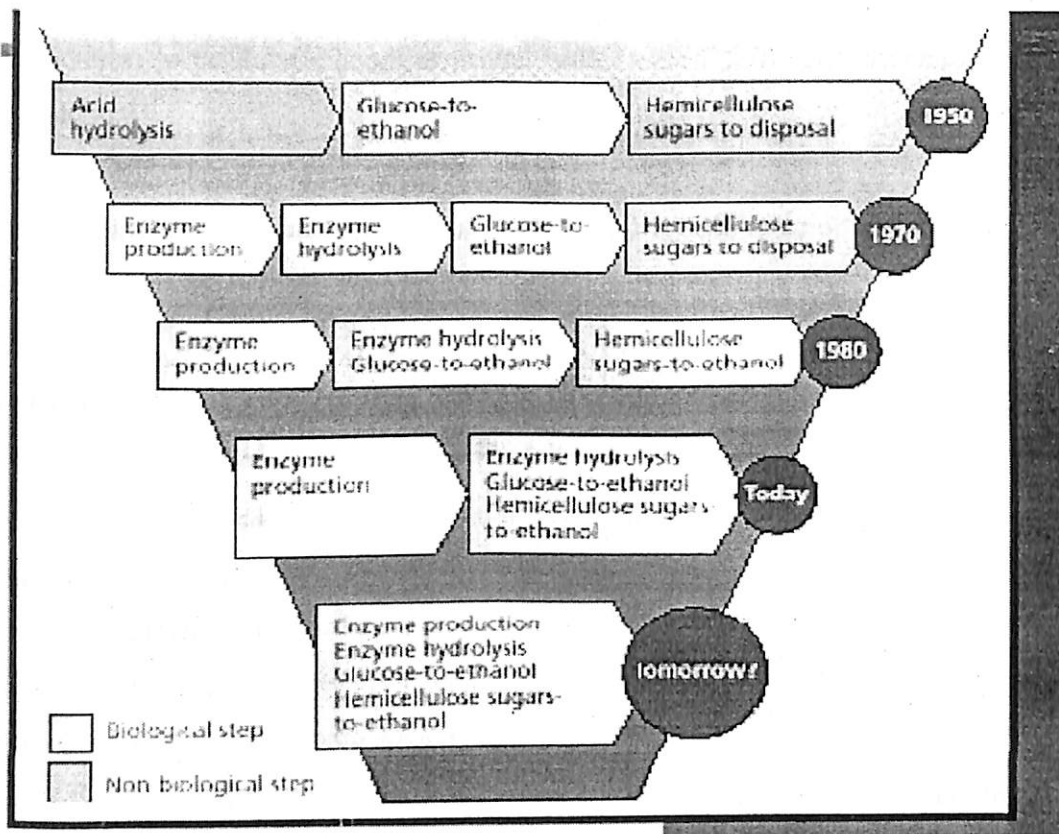 Acid
hydrolysis
Glucose-to-
ethanol
Hemicellulose
sugars to disposal
1950
Enzyme
production
Enzyme
hydrolysis
Glucose-to-
ethanol
Hemicellulose
sugars to disposal
1970
Enzyme
production
Enzyme hydrolysis
Glucose-to-ethanol
Hemicellulose
sugars-to-ethanol
1980
Enzyme
production
Enzyme hydrolysis
Glucose-to-ethanol
Hemicellulose sugars-
to-ethanol
Today
Enzyme production
Enzyme hydrolysis
Glucose-to-ethanol
Hemicellulose sugars-
to-ethanol
Tomorrow?
Biological step
Non biological step